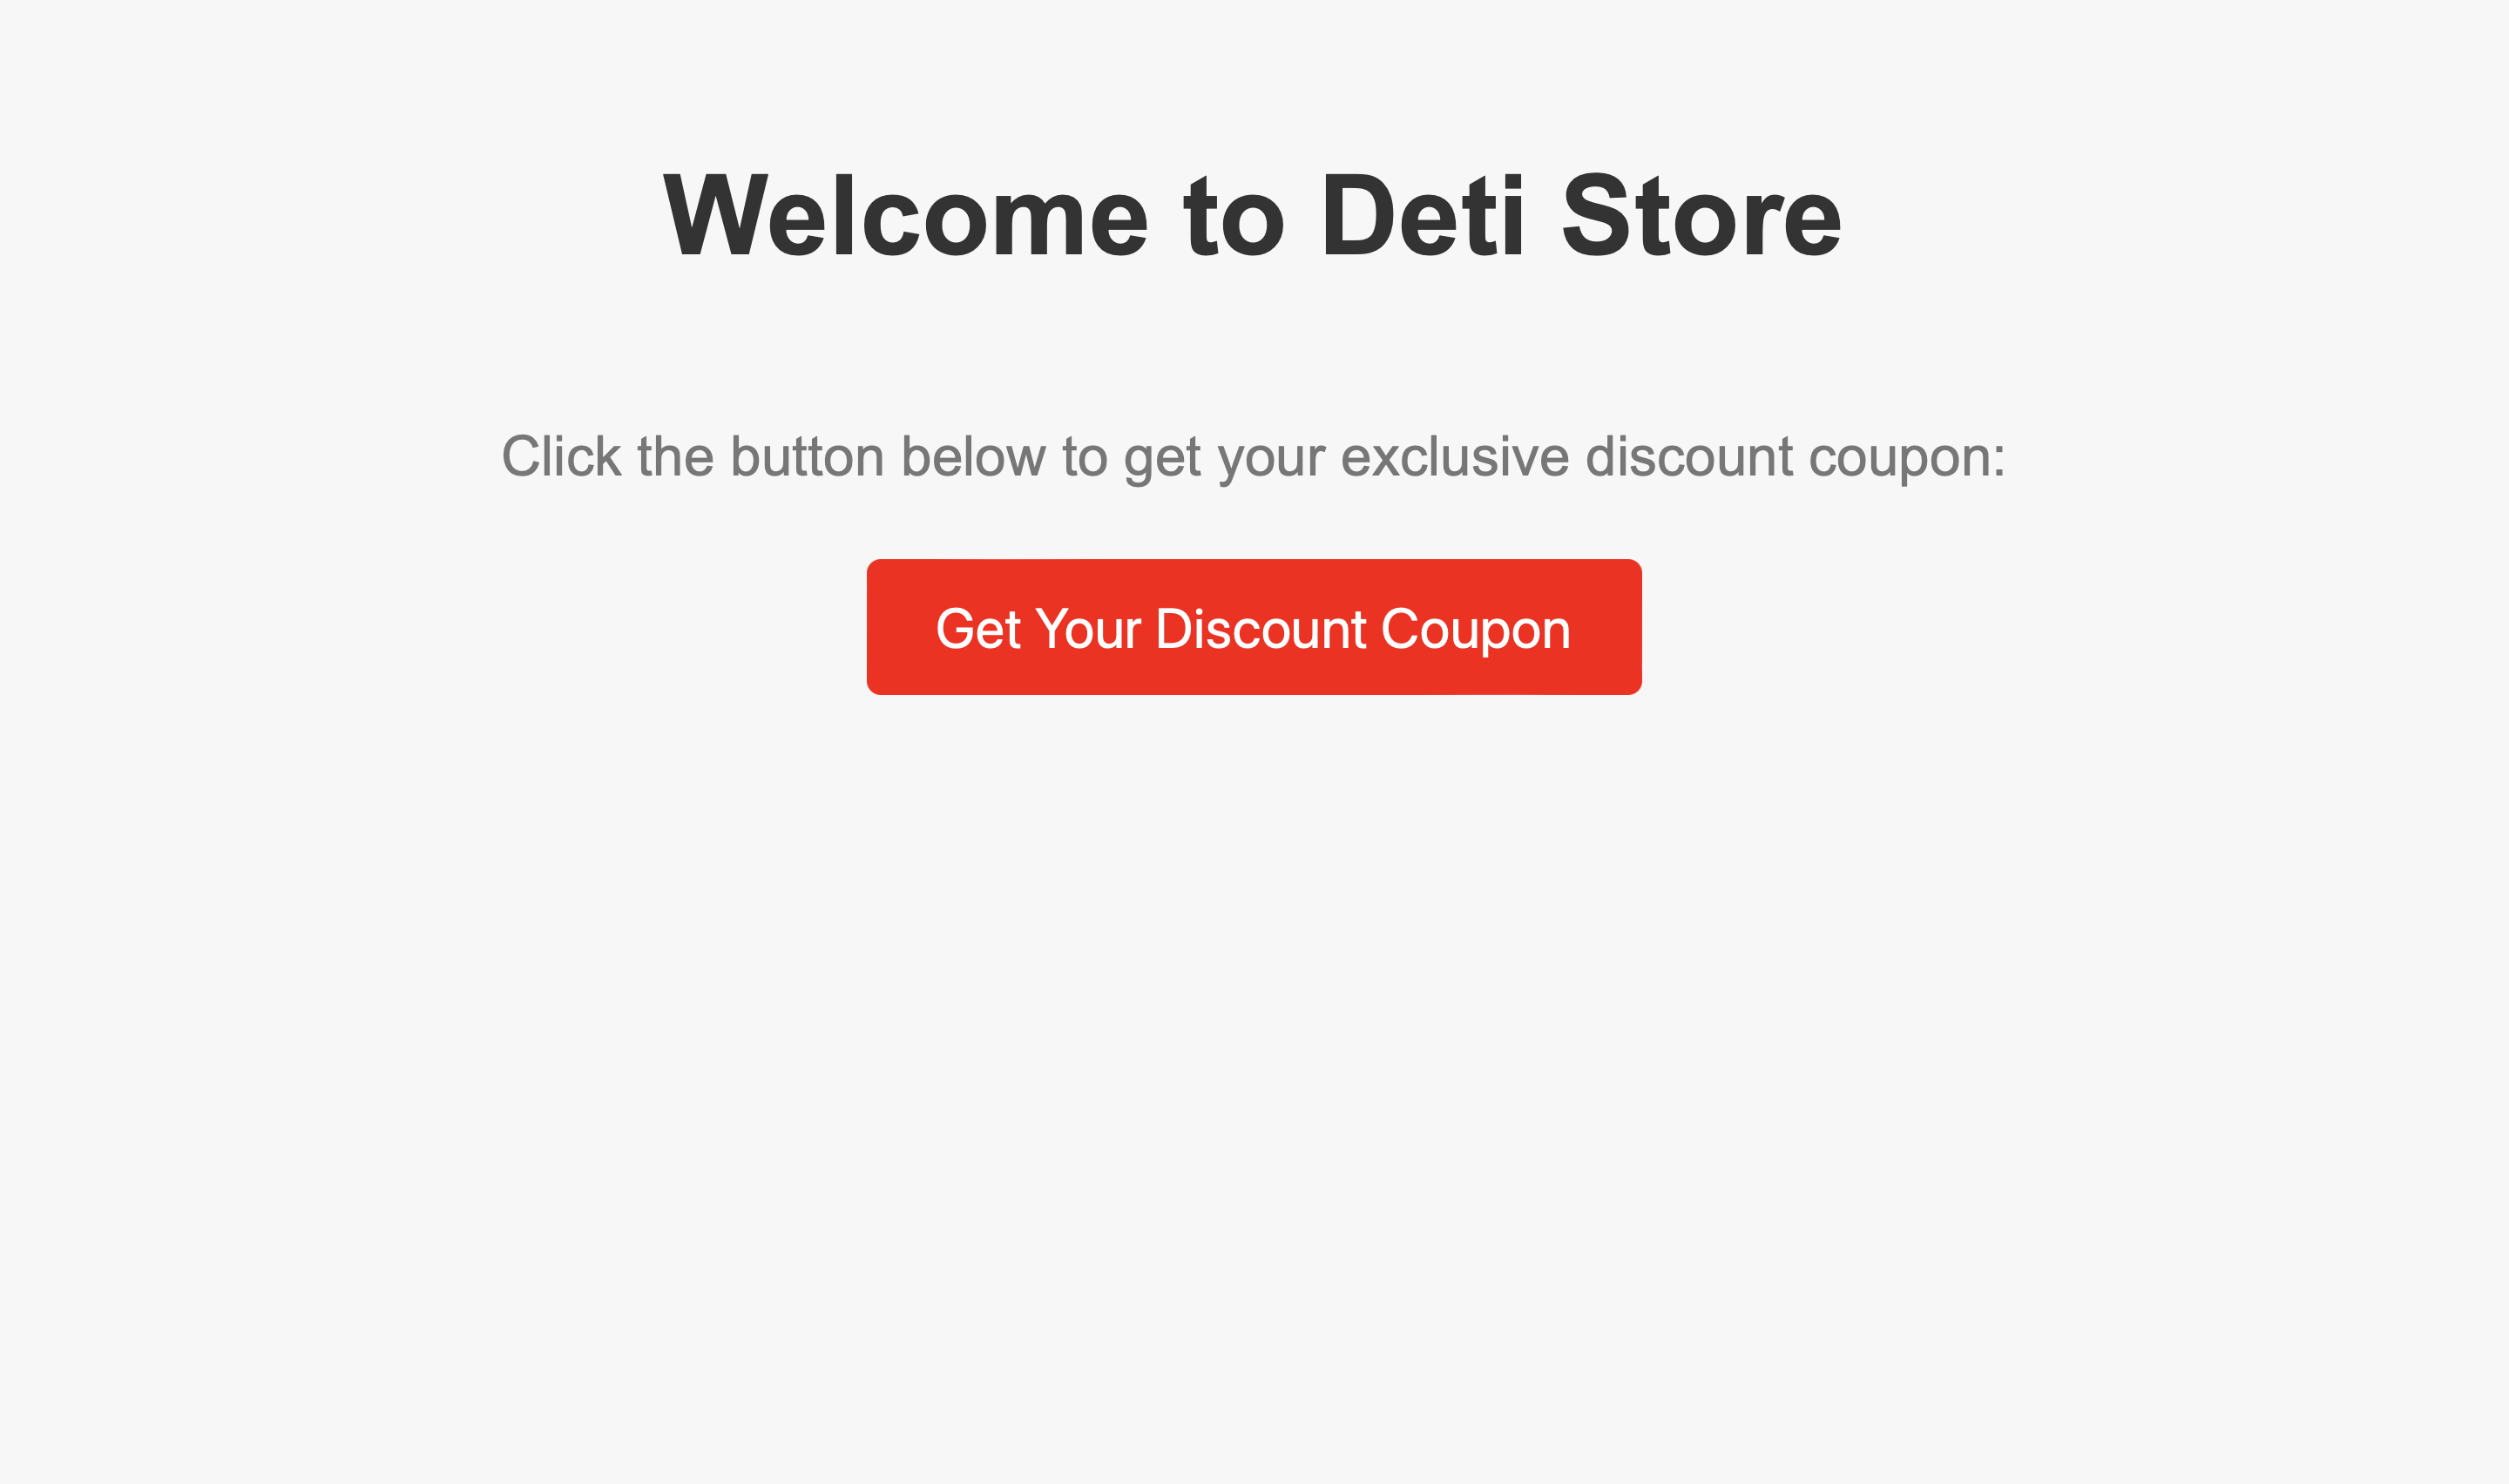 Welcome to Deti Store
Click the button below to get your exclusive discount coupon:
Get Your Discount Coupon